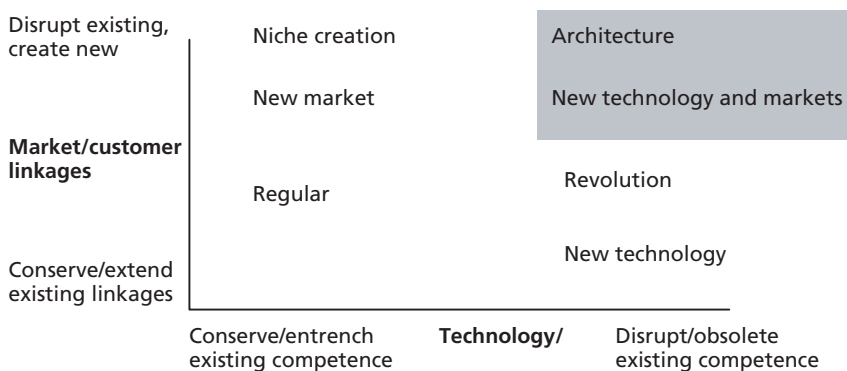 Disrupt existing,
create new
Niche creation
Architecture
New market
New technology and markets
Market/customer
linkages
Regular
Revolution
New technology
Conserve/extend
existing linkages
Conserve/entrench
existing competence
Technology/
Disrupt/obsolete
existing competence